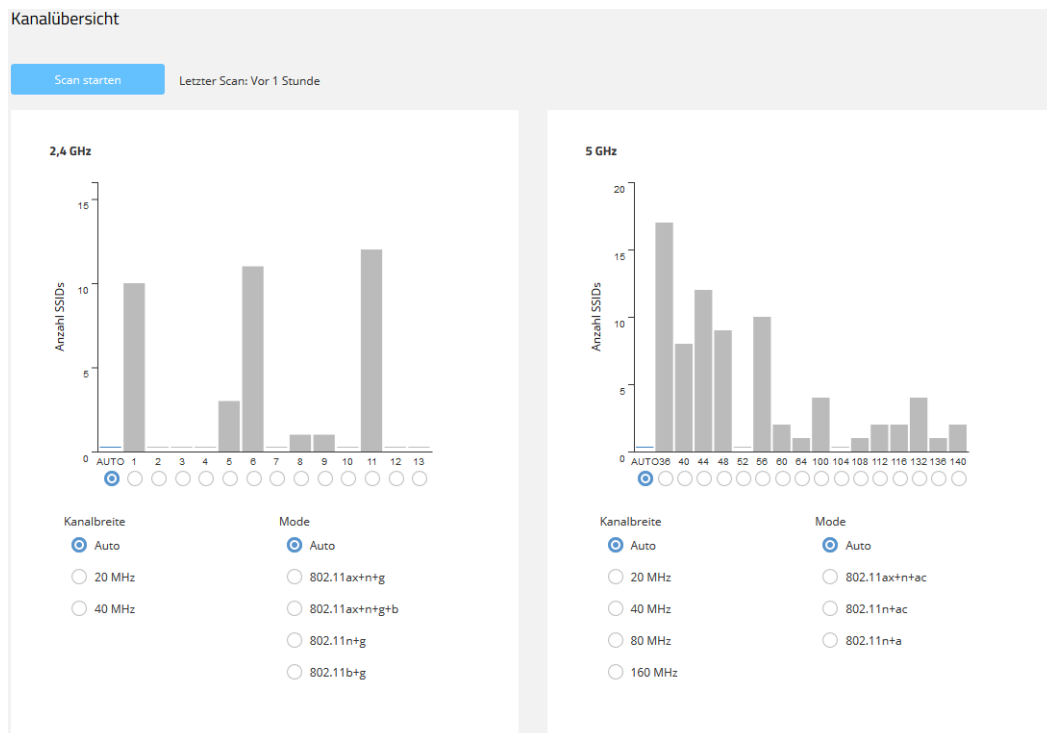 Kanalübersicht
Scan starten Letzter Scan: Vor 1 Stunde
2,4 GHz
15
10
5
0
Anzahl SSIDs
AUTO 1 2 3 4 5 6 7 8 9 10 11 12 13
Kanalbreite Mode
Auto Auto
20 MHz 802.11ax+n+g
40 MHz 802.11ax+n+g+b
802.11n+g
802.11b+g
5 GHz
20
15
10
5
0
Anzahl SSIDs
AUTO 36 40 44 48 52 56 60 64 100 104 108 112 116 132 136 140
Kanalbreite Mode
Auto Auto
20 MHz 802.11ax+n+ac
40 MHz 802.11n+ac
80 MHz 802.11n+a
160 MHz